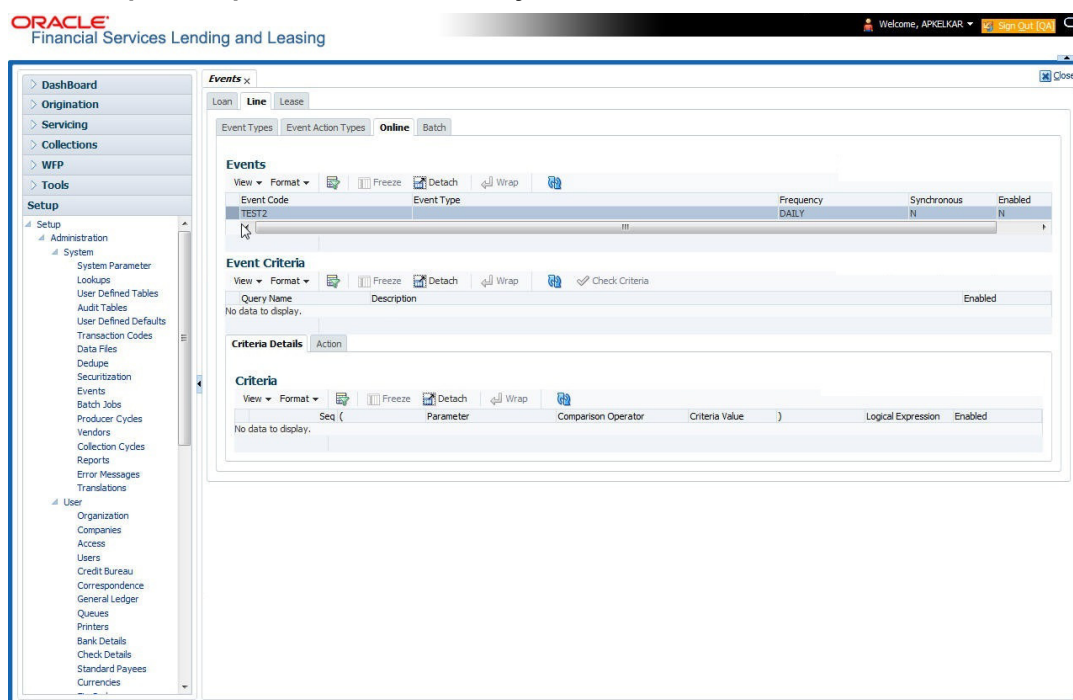 ORACLE
Financial Services Lending and Leasing
Welcome, APKELKAR
Sign Out [QA]
Events x
Close
DashBoard
Origination
Servicing
Collections
WFP
Tools
Setup
Setup
Administration
System
System Parameter
Lookups
User Defined Tables
Audit Tables
User Defined Defaults
Transaction Codes
Data Files
Dedupe
Securitization
Events
Batch Jobs
Producer Cycles
Vendors
Collection Cycles
Reports
Error Messages
Translations
User
Organization
Companies
Access
Users
Credit Bureau
Correspondence
General Ledger
Queues
Printers
Bank Details
Check Details
Standard Payees
Currencies
Loan Line Lease
Event Types Event Action Types Online Batch
Events
View Format Freeze Detach Wrap
Event Code Event Type Frequency Synchronous Enabled
TEST2 DAILY N N
Event Criteria
View Format Freeze Detach Wrap Check Criteria
Query Name Description Enabled
No data to display.
Criteria Details Action
Criteria
View Format Freeze Detach Wrap
Seq ( Parameter Comparison Operator Criteria Value ) Logical Expression Enabled
No data to display.